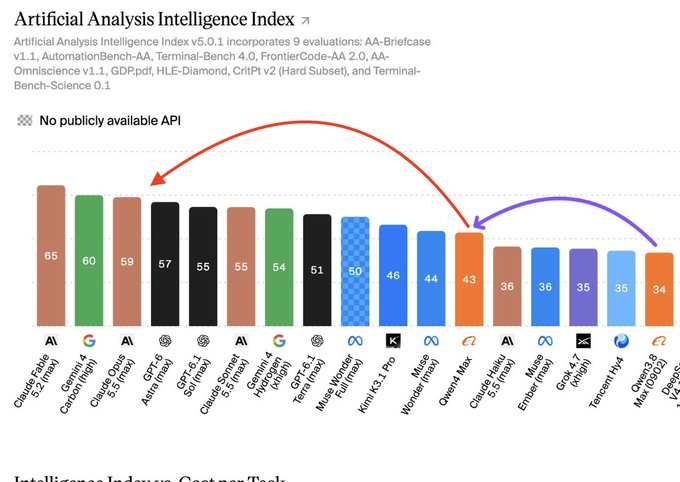 Artificial Analysis Intelligence Index
Artificial Analysis Intelligence Index v5.0.1 incorporates 9 evaluations: AA-Briefcase
v1.1, AutomationBench-AA, Terminal-Bench 4.0, FrontierCode-AA 2.0, AA-
Omniscience v1.1, GDP.pdf, HLE-Diamond, CritPt v2 (Hard Subset), and Terminal-
Bench-Science 0.1
No publicly available API
65
60
59
57
55
55
54
51
50
46
44
43
36
36
35
35
34
Claude Fable
5.2 (max)
Gemini 4
Carbon (high)
Claude Opus
5.5 (max)
GPT-6
Astra (max)
GPT-6.1
Sol (max)
Claude Sonnet
5.5 (max)
Gemini 4
Hydrogen
(xhigh)
GPT-6.1
Terra (max)
Muse Wonder
Full (max)
Kimi K3.1 Pro
Muse
Wonder (max)
Qwen4 Max
Claude Haiku
5.5 (max)
Muse
Ember (max)
Grok 4.7
(xhigh)
Tencent Hy4
Qwen3.8
Max (0902)
Intelligence Index vs. Cost per Task